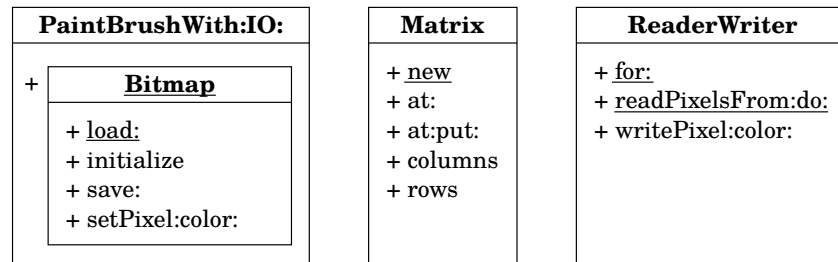 PaintBrushWith:IO:
+ Bitmap
+ load:
+ initialize
+ save:
+ setPixel:color:
Matrix
+ new
+ at:
+ at:put:
+ columns
+ rows
ReaderWriter
+ for:
+ readPixelsFrom:do:
+ writePixel:color: